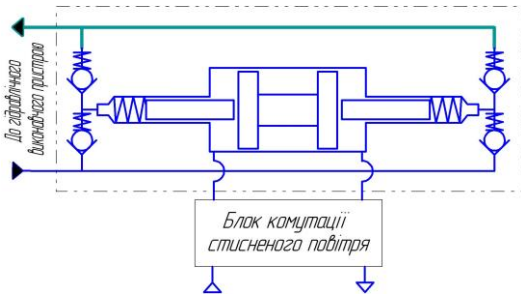 До гідравлічного
виконавчого пристрою
Блок комутації
стисненого повітря